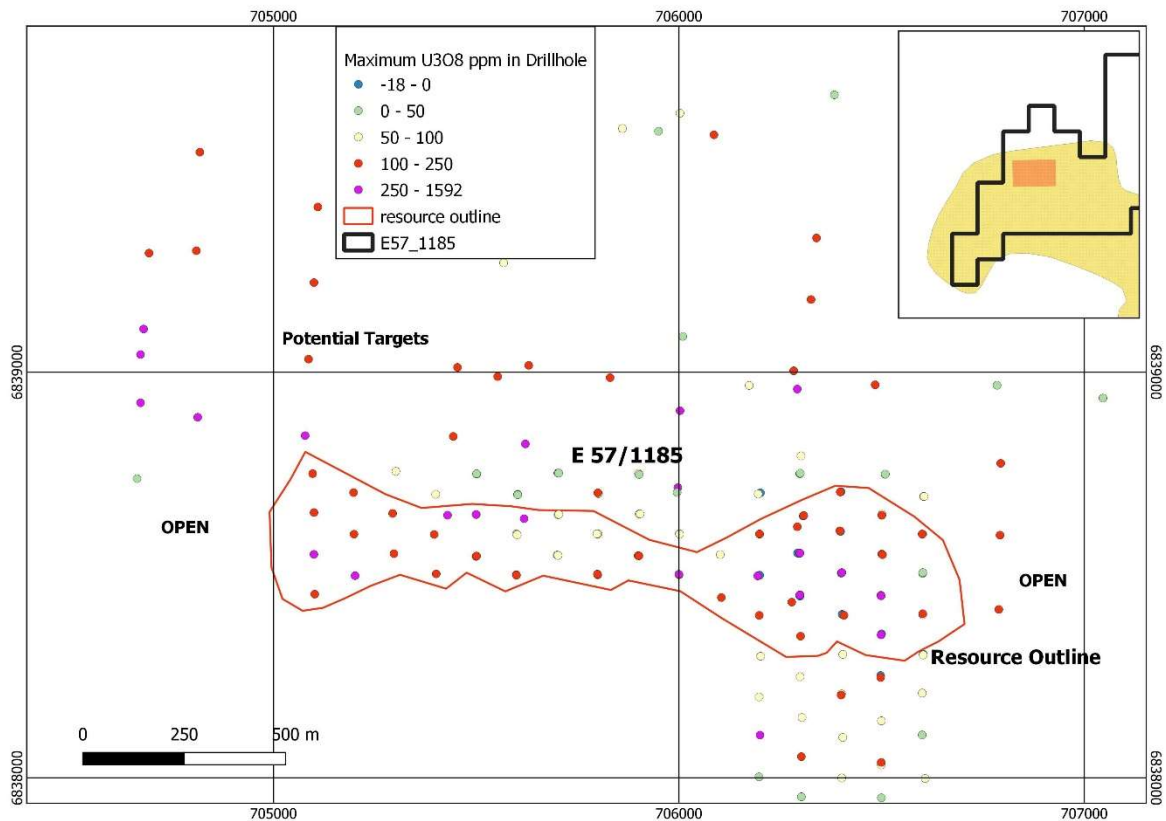 705000
706000
707000
Maximum U3O8 ppm in Drillhole
-18 - 0
0 - 50
50 - 100
100 - 250
250 - 1592
resource outline
E57_1185
Potential Targets
6839000
6839000
E 57/1185
OPEN
OPEN
Resource Outline
0 250 500 m
6838000
6838000
705000
706000
707000